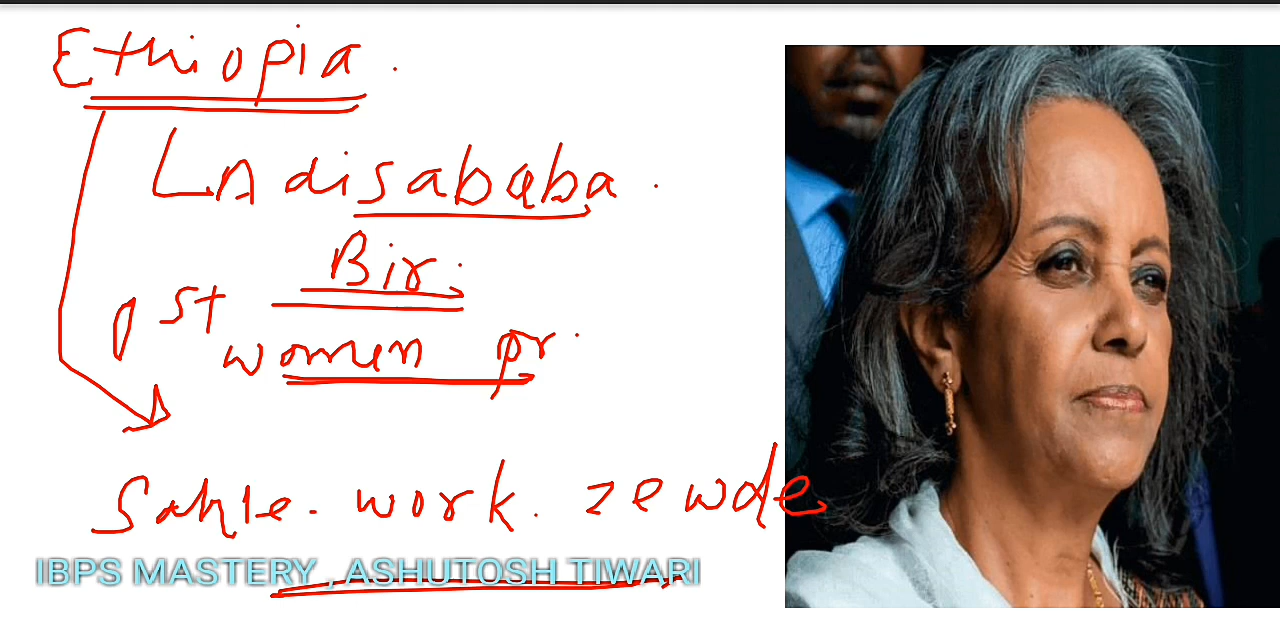 Ethiopia.
Adisababa.
Bir.
1st
women pr.
Sahle. work. zewde
IBPS MASTERY , ASHUTOSH TIWARI